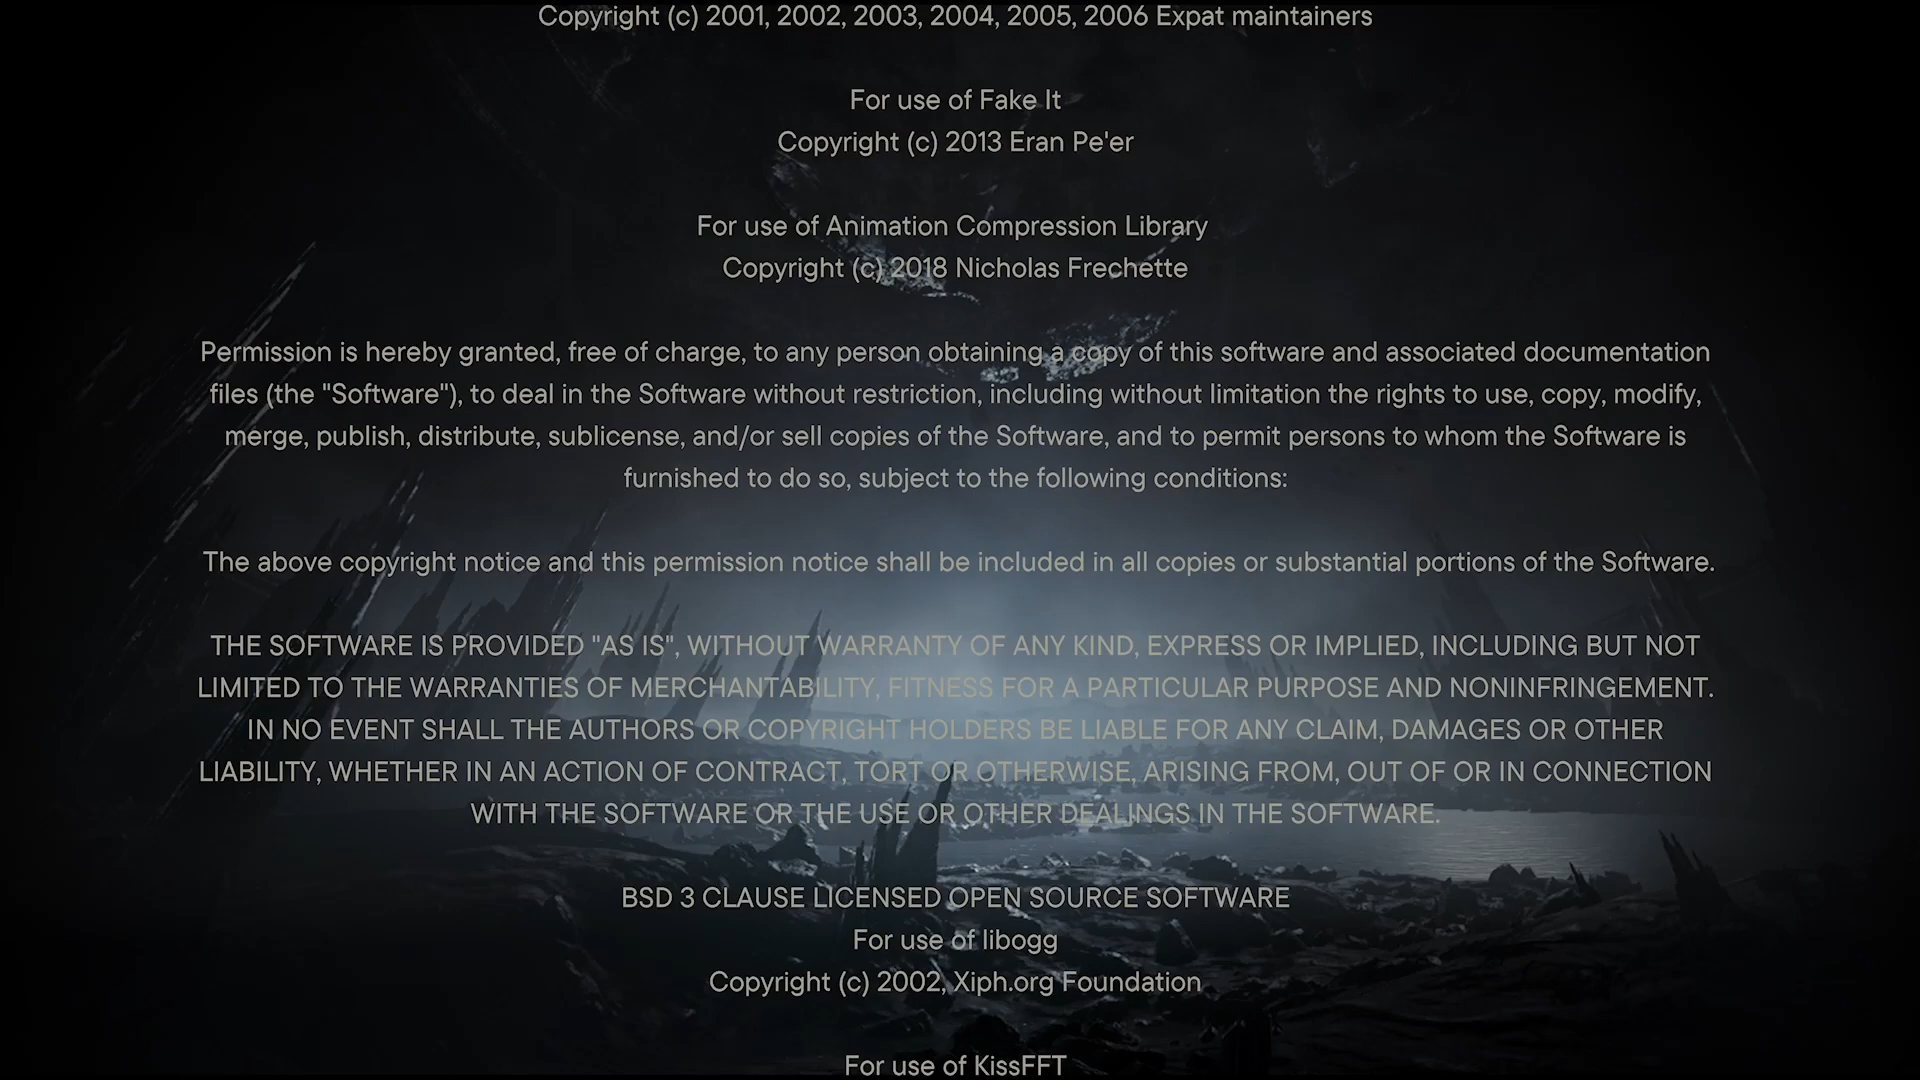 Copyright (c) 2001, 2002, 2003, 2004, 2005, 2006 Expat maintainers
For use of Fake It
Copyright (c) 2013 Eran Pe'er
For use of Animation Compression Library
Copyright (c) 2018 Nicholas Frechette
Permission is hereby granted, free of charge, to any person obtaining a copy of this software and associated documentation
files (the "Software"), to deal in the Software without restriction, including without limitation the rights to use, copy, modify,
merge, publish, distribute, sublicense, and/or sell copies of the Software, and to permit persons to whom the Software is
furnished to do so, subject to the following conditions:
The above copyright notice and this permission notice shall be included in all copies or substantial portions of the Software.
THE SOFTWARE IS PROVIDED "AS IS", WITHOUT WARRANTY OF ANY KIND, EXPRESS OR IMPLIED, INCLUDING BUT NOT
LIMITED TO THE WARRANTIES OF MERCHANTABILITY, FITNESS FOR A PARTICULAR PURPOSE AND NONINFRINGEMENT.
IN NO EVENT SHALL THE AUTHORS OR COPYRIGHT HOLDERS BE LIABLE FOR ANY CLAIM, DAMAGES OR OTHER
LIABILITY, WHETHER IN AN ACTION OF CONTRACT, TORT OR OTHERWISE, ARISING FROM, OUT OF OR IN CONNECTION
WITH THE SOFTWARE OR THE USE OR OTHER DEALINGS IN THE SOFTWARE.
BSD 3 CLAUSE LICENSED OPEN SOURCE SOFTWARE
For use of libogg
Copyright (c) 2002, Xiph.org Foundation
For use of KissFFT